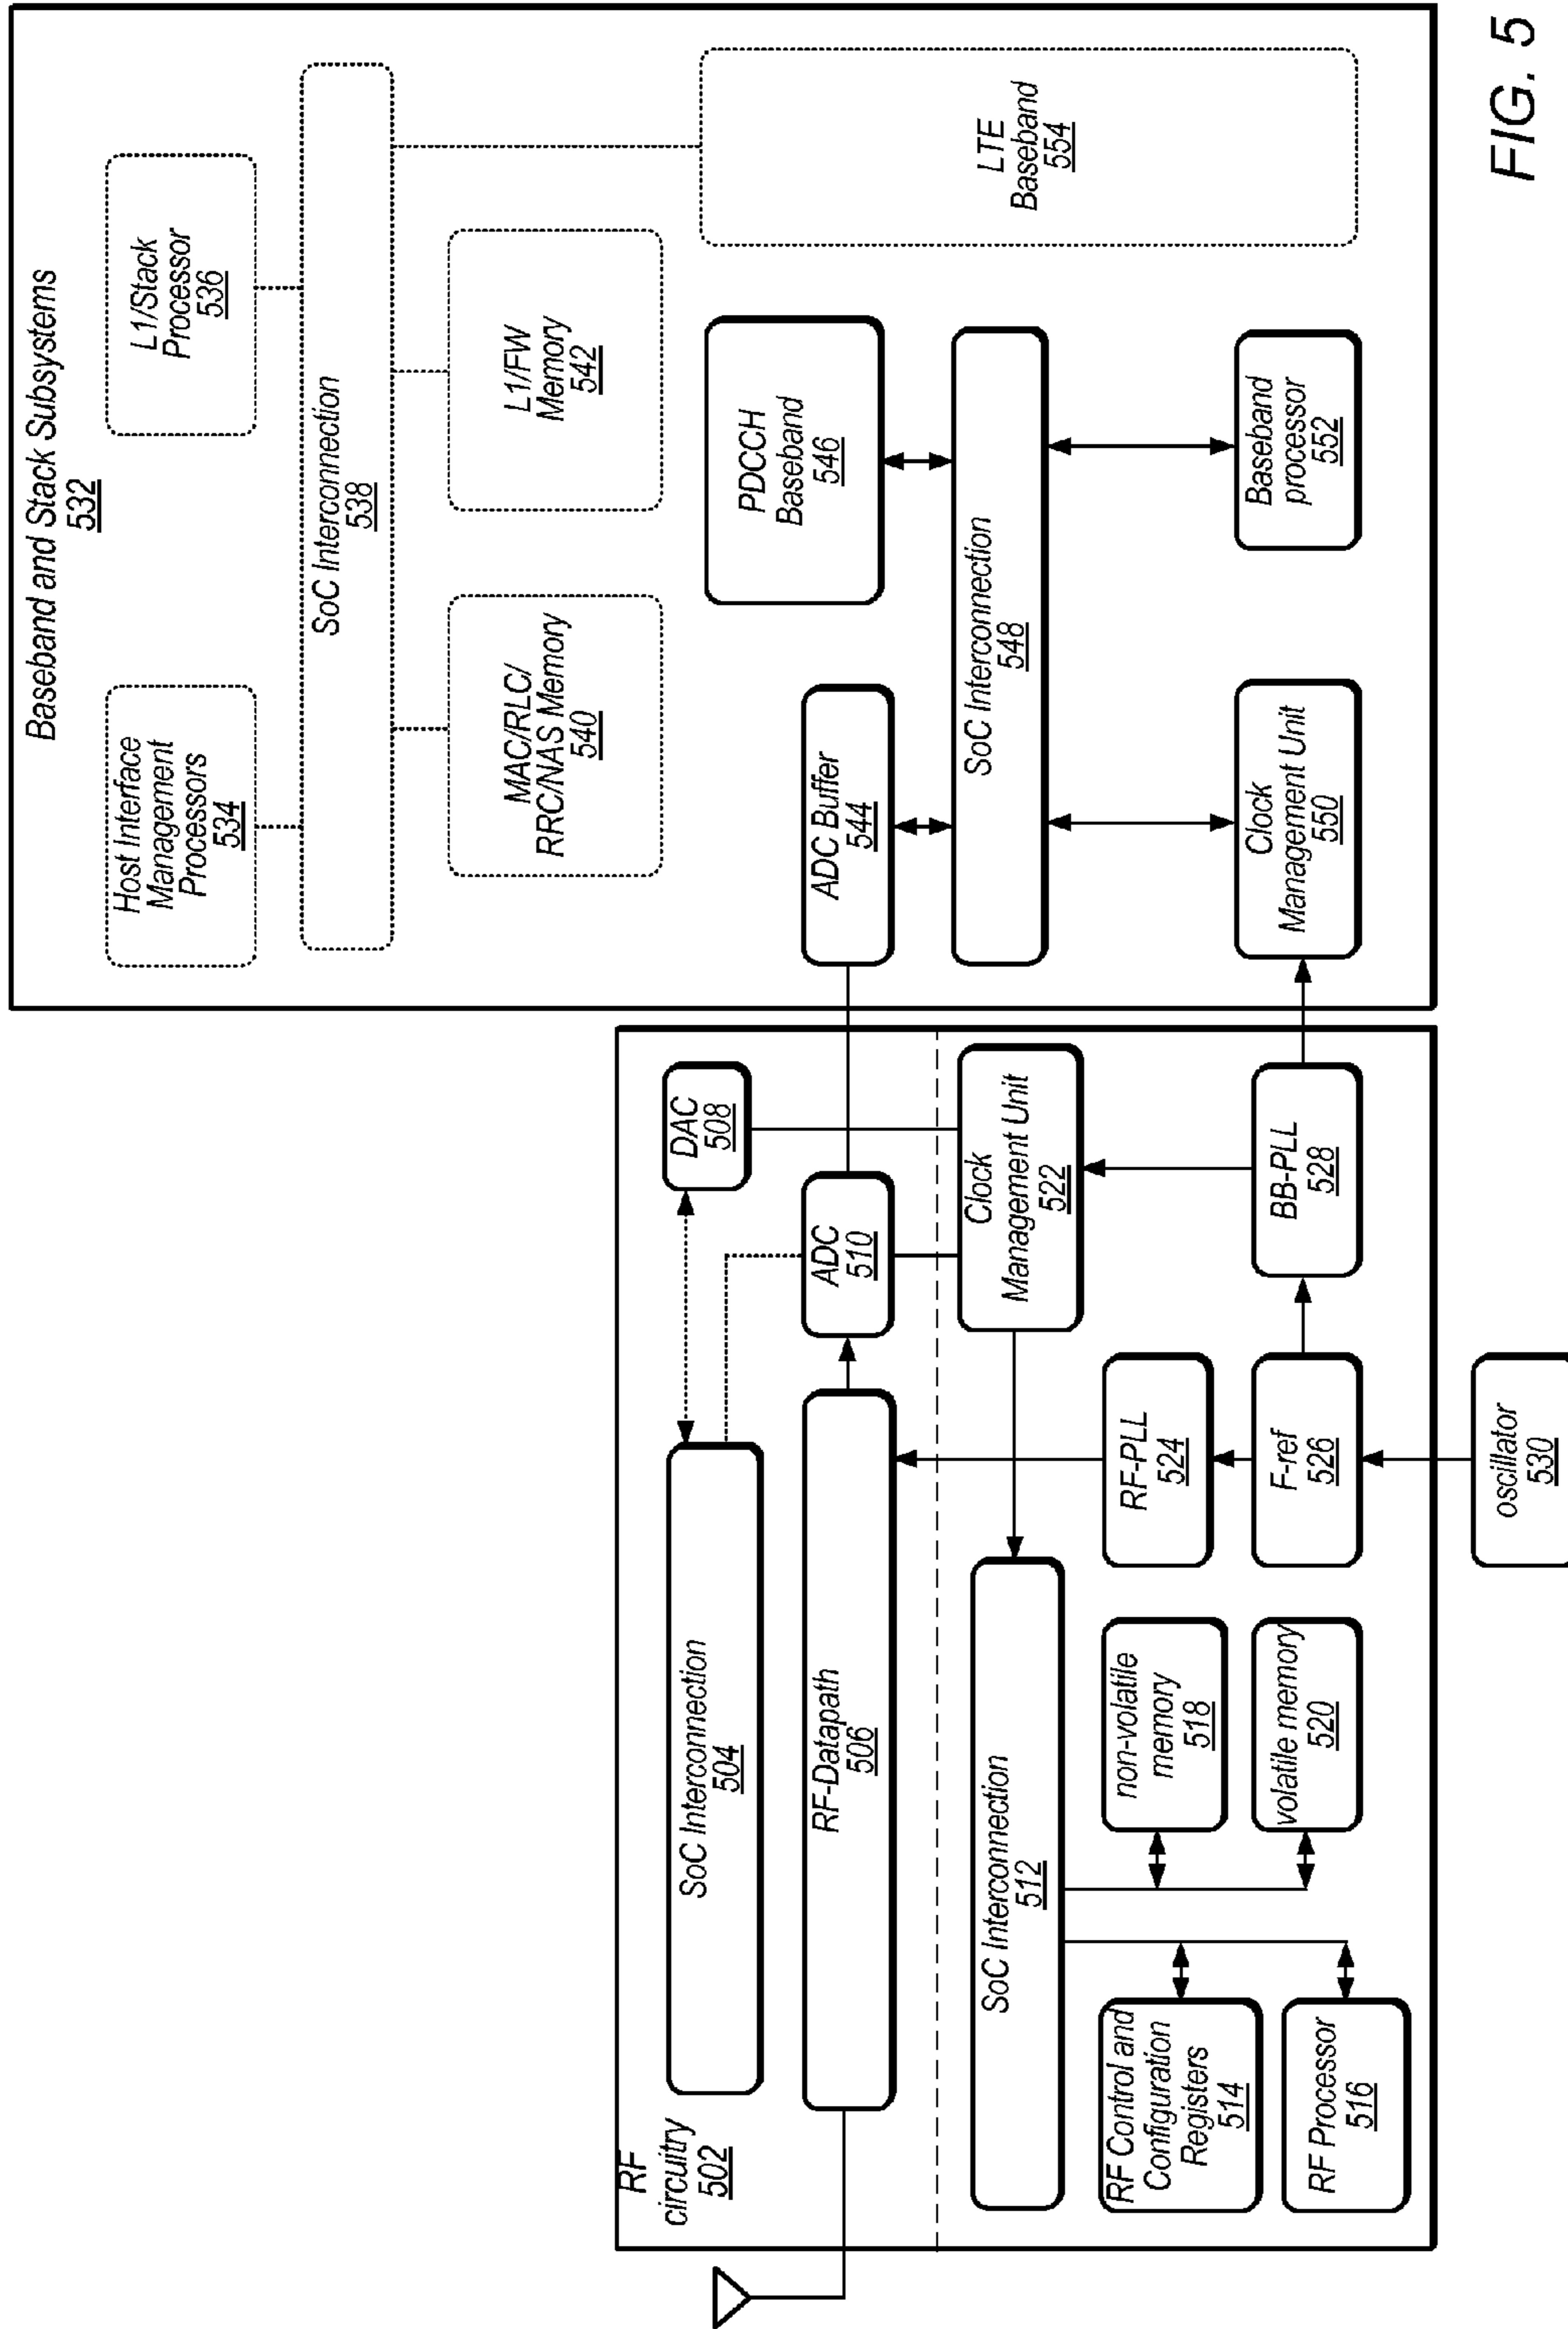 Baseband and Stack Subsystems
532
Host Interface
Management
Processors
534
L1/Stack
Processor
536
SoC Interconnection
538
MAC/RLC/
RRC/NAS Memory
540
L1/FW
Memory
542
ADC Buffer
544
PDCCH
Baseband
546
LTE
Baseband
554
SoC Interconnection
548
Clock
Management Unit
550
Baseband
processor
552
RF
circuitry
502
SoC Interconnection
504
DAC
508
RF-Datapath
506
ADC
510
SoC Interconnection
512
Clock
Management Unit
522
RF Control and
Configuration
Registers
514
non-volatile
memory
518
RF-PLL
524
RF Processor
516
volatile memory
520
F-ref
526
BB-PLL
528
oscillator
530
FIG. 5